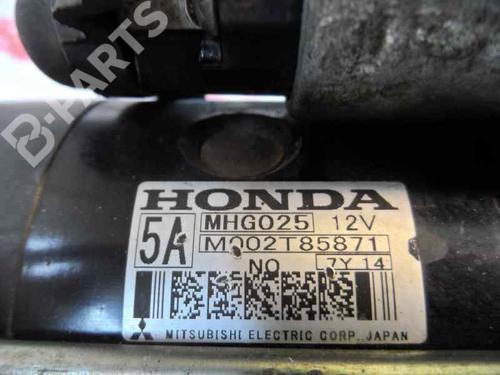 B-PARTS
HONDA
5A MHG025 12V
M002T85871
NO 7Y 14
MITSUBISHI ELECTRIC CORP., JAPAN